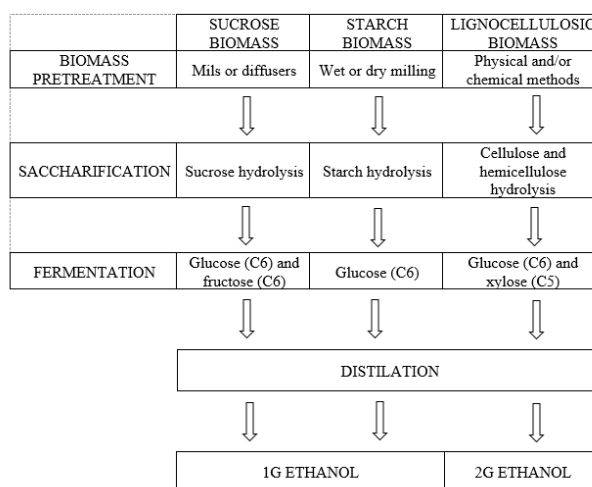 SUCROSE
BIOMASS
STARCH
BIOMASS
LIGNOCELLULOSIC
BIOMASS
BIOMASS
PRETREATMENT
Mils or diffusers
Wet or dry milling
Physical and/or
chemical methods
SACCHARIFICATION
Sucrose hydrolysis
Starch hydrolysis
Cellulose and
hemicellulose
hydrolysis
FERMENTATION
Glucose (C6) and
fructose (C6)
Glucose (C6)
Glucose (C6) and
xylose (C5)
DISTILATION
1G ETHANOL
2G ETHANOL